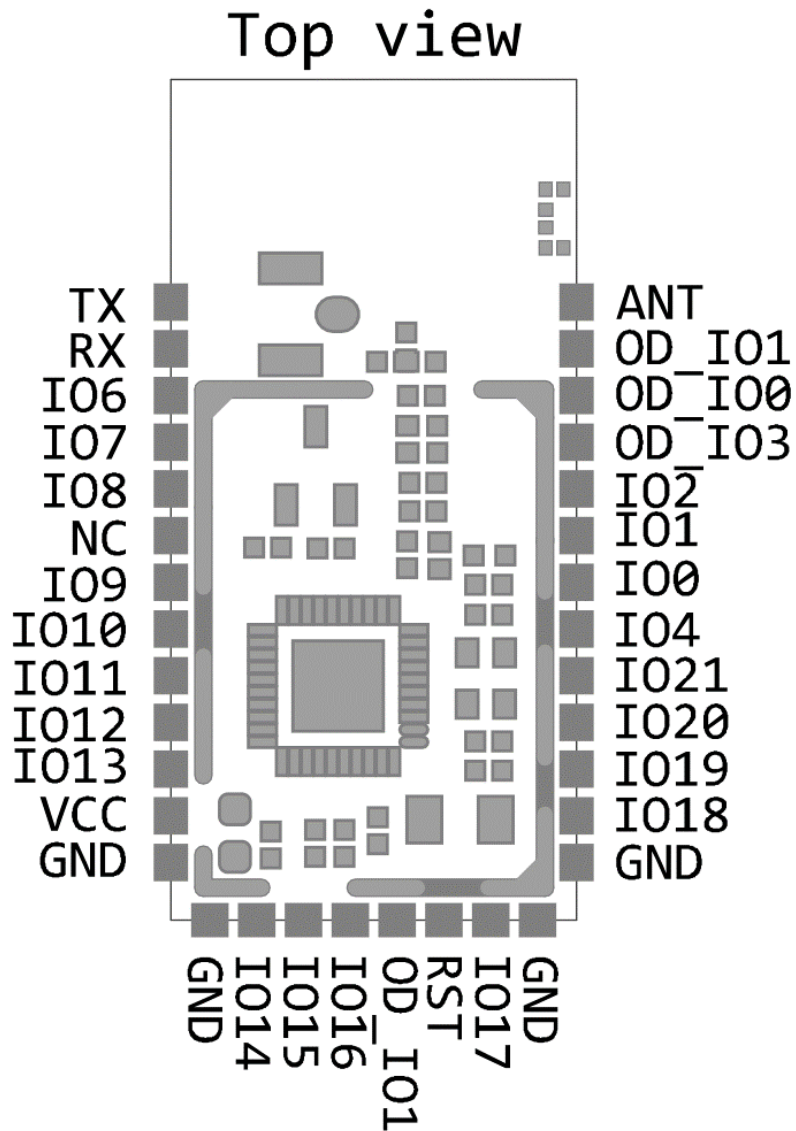 Top view
TX
RX
IO6
IO7
IO8
NC
IO9
IO10
IO11
IO12
IO13
VCC
GND
ANT
OD_IO1
OD_IO0
OD_IO3
IO2
IO1
IO0
IO4
IO21
IO20
IO19
IO18
GND
GND
IO14
IO15
IO16
OD_IO1
RST
IO17
GND